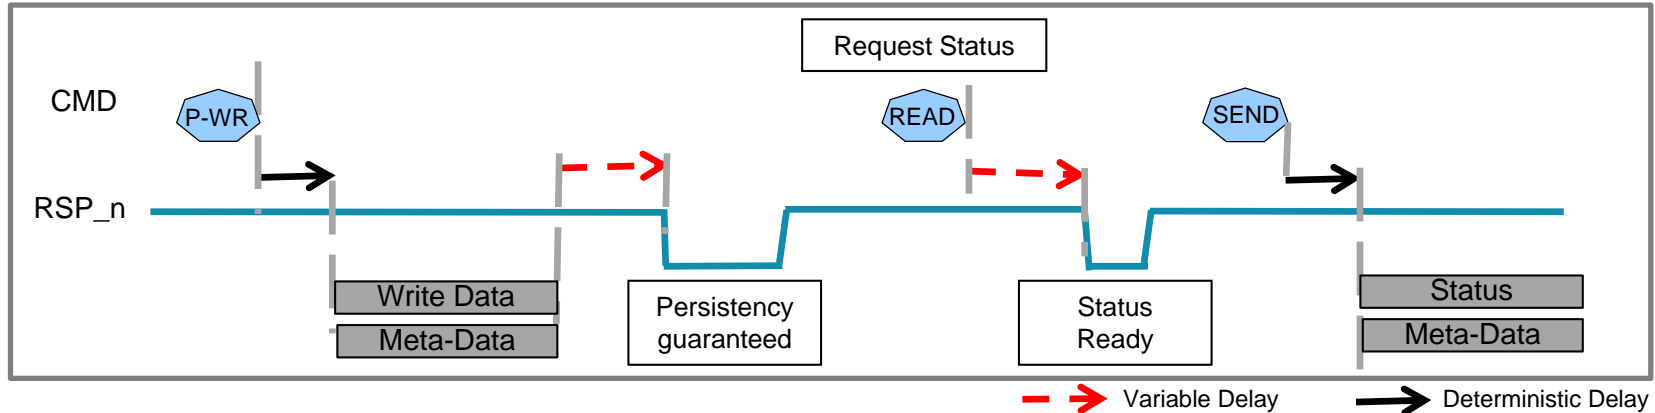 Request Status
CMD
P-WR
READ
SEND
RSP_n
Write Data
Meta-Data
Persistency
guaranteed
Status
Ready
Status
Meta-Data
Variable Delay
Deterministic Delay